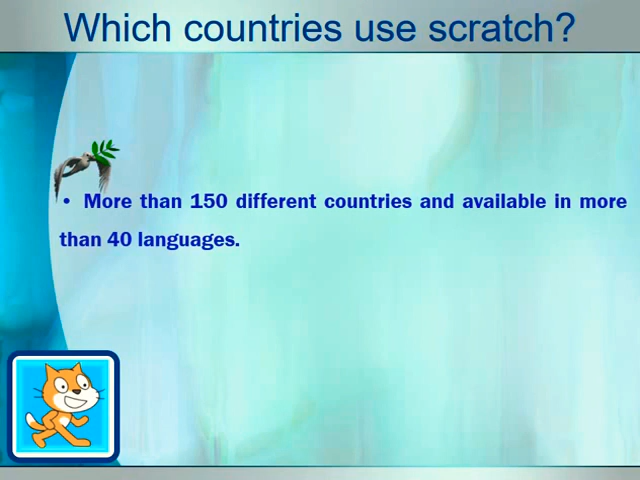 Which countries use scratch?
• More than 150 different countries and available in more
than 40 languages.